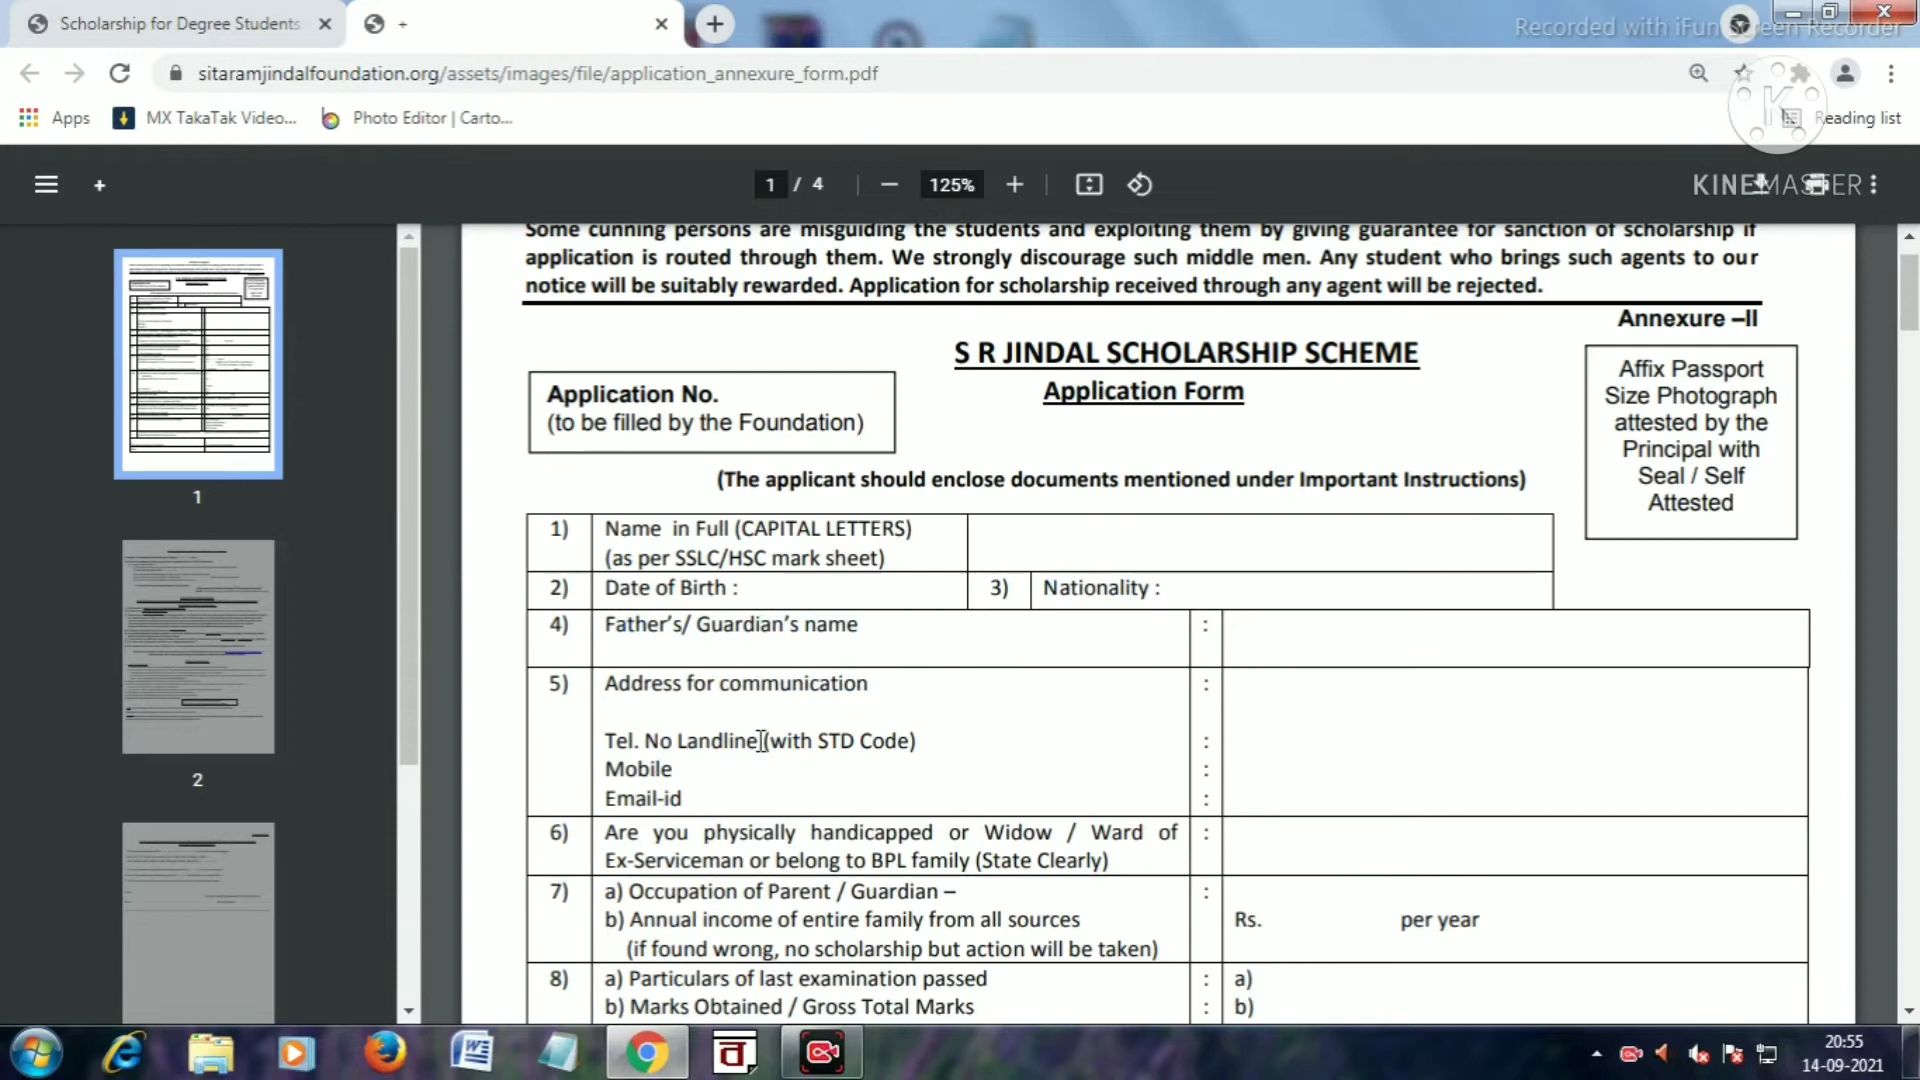 Scholarship for Degree Students
+
Recorded with iFun Screen Recorder
sitaramjindalfoundation.org/assets/images/file/application_annexure_form.pdf
Apps
MX TakaTak Video...
Photo Editor | Carto...
Reading list
+
1 / 4
125%
KINEMASTER
Some cunning persons are misguiding the students and exploiting them by giving guarantee for sanction of scholarship if
application is routed through them. We strongly discourage such middle men. Any student who brings such agents to our
notice will be suitably rewarded. Application for scholarship received through any agent will be rejected.
Annexure –II
S R JINDAL SCHOLARSHIP SCHEME
Application Form
Application No.
(to be filled by the Foundation)
Affix Passport
Size Photograph
attested by the
Principal with
Seal / Self
Attested
(The applicant should enclose documents mentioned under Important Instructions)
1) Name in Full (CAPITAL LETTERS)
(as per SSLC/HSC mark sheet)
2) Date of Birth : 3) Nationality :
4) Father's/ Guardian's name :
5) Address for communication :
Tel. No Landline (with STD Code) :
Mobile :
Email-id :
6) Are you physically handicapped or Widow / Ward of :
Ex-Serviceman or belong to BPL family (State Clearly)
7) a) Occupation of Parent / Guardian – :
b) Annual income of entire family from all sources Rs. per year
(if found wrong, no scholarship but action will be taken)
8) a) Particulars of last examination passed : a)
b) Marks Obtained / Gross Total Marks : b)
1
2
20:55
14-09-2021